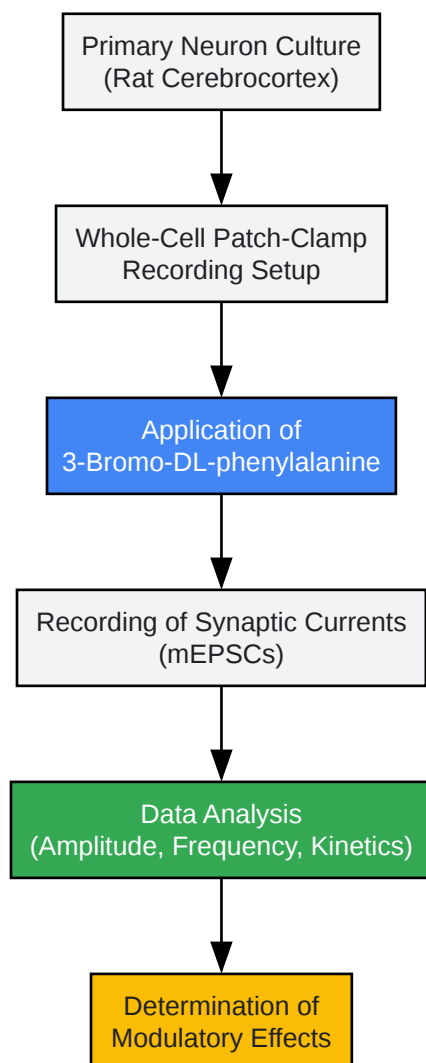 Primary Neuron Culture
(Rat Cerebrocortex)
Whole-Cell Patch-Clamp
Recording Setup
Application of
3-Bromo-DL-phenylalanine
Recording of Synaptic Currents
(mEPSCs)
Data Analysis
(Amplitude, Frequency, Kinetics)
Determination of
Modulatory Effects